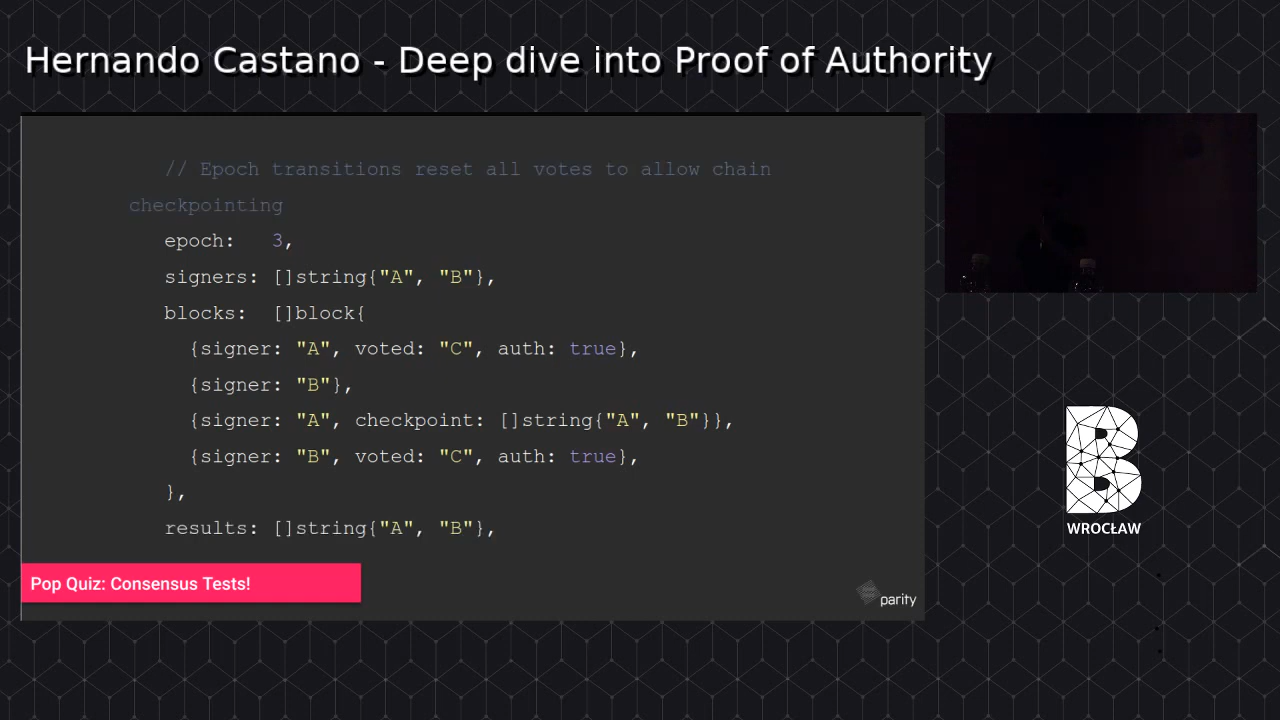 Hernando Castano - Deep dive into Proof of Authority
// Epoch transitions reset all votes to allow chain
checkpointing
epoch:   3,
signers: []string{"A", "B"},
blocks:  []block{
{signer: "A", voted: "C", auth: true},
{signer: "B"},
{signer: "A", checkpoint: []string{"A", "B"}},
{signer: "B", voted: "C", auth: true},
},
results: []string{"A", "B"},
Pop Quiz: Consensus Tests!
parity
B
WROCŁAW